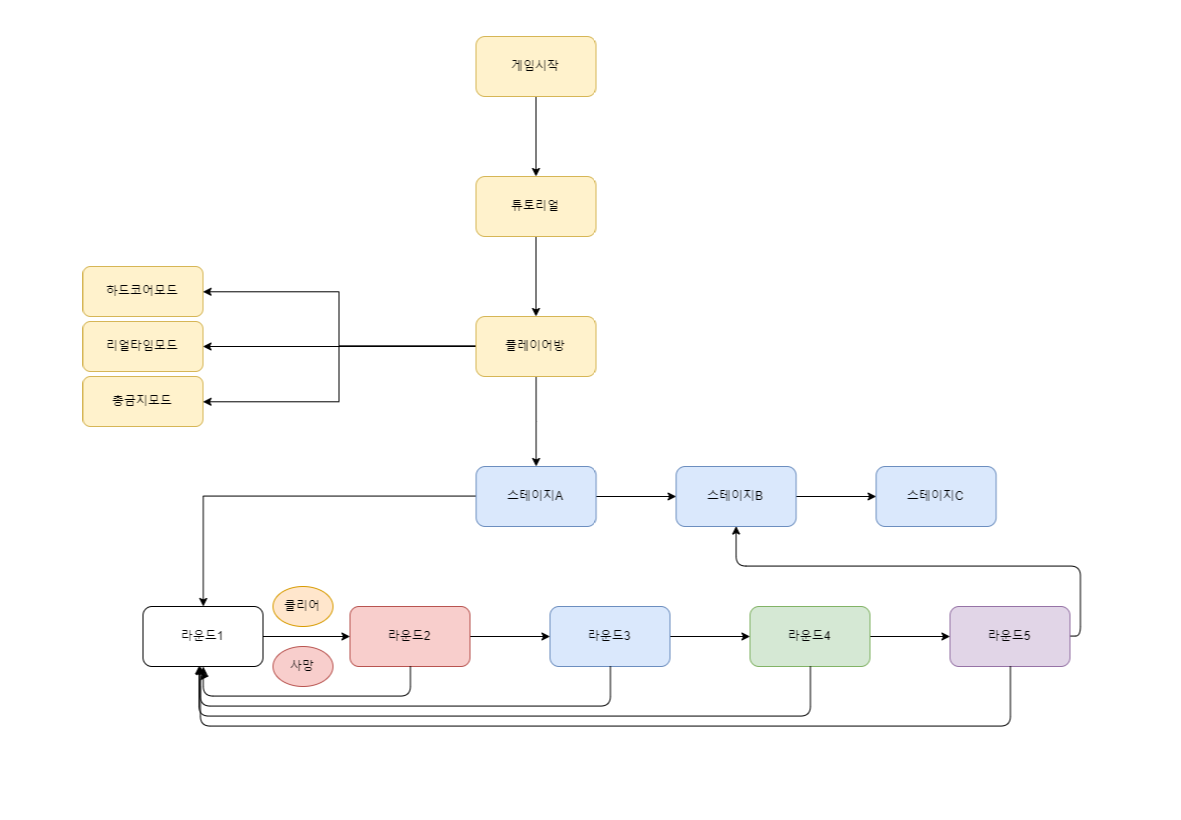 게임시작
튜토리얼
하드코어모드
리얼타임모드
플레이어방
총금지모드
스테이지A
스테이지B
스테이지C
클리어
라운드1
라운드2
라운드3
라운드4
라운드5
사망